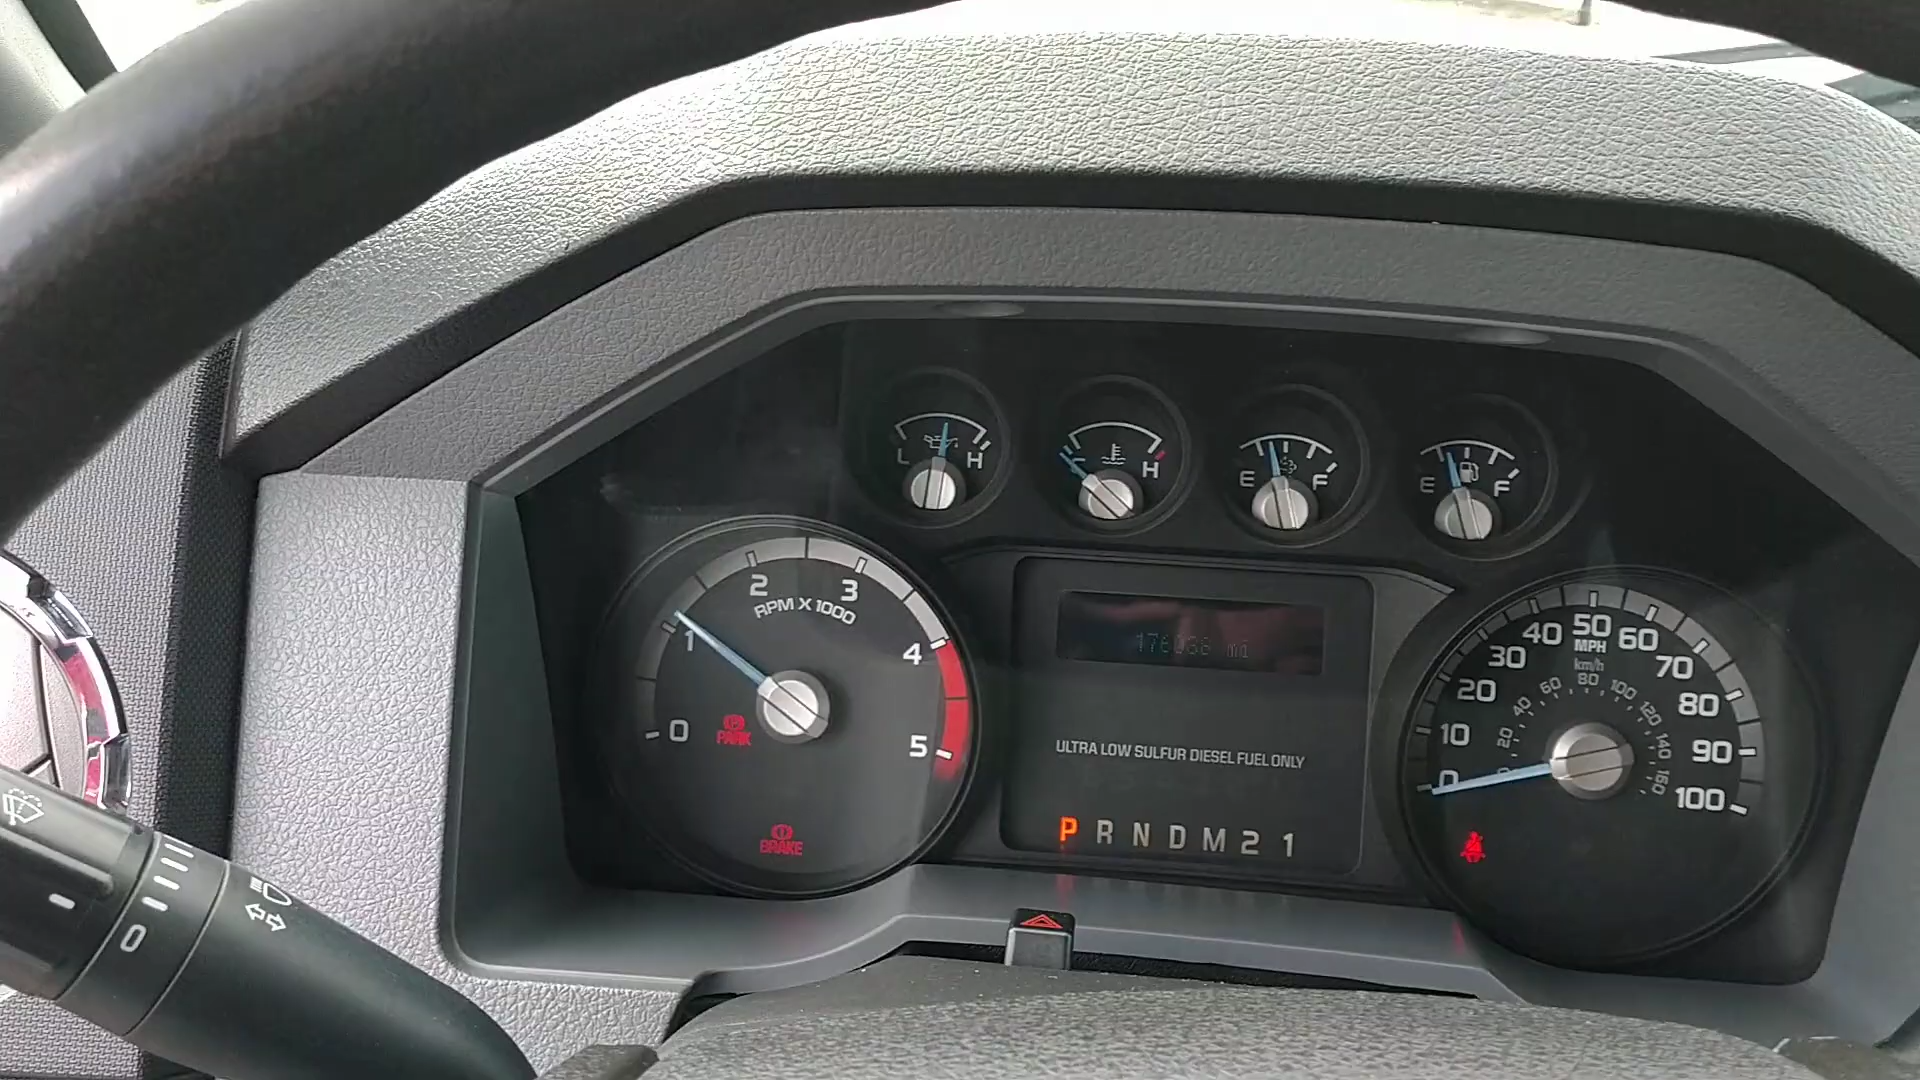 L H
H
E F
E F
0 1 2 3 4 5
RPM X 1000
PARK
BRAKE
mi
ULTRA LOW SULFUR DIESEL FUEL ONLY
P R N D M 2 1
0 10 20 30 40 50 60 70 80 90 100
MPH
km/h
20 40 60 80 100 120 140 160
0